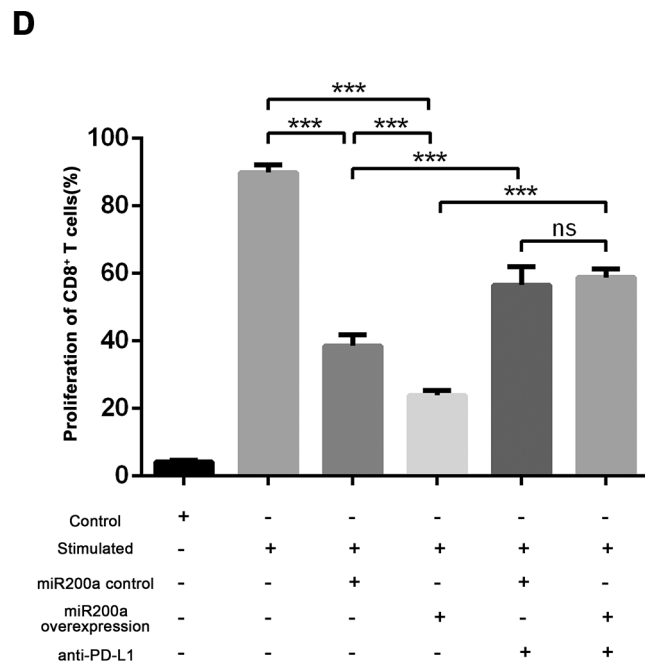 D
***
*** ***
***
***
ns
Proliferation of CD8⁺ T cells(%)
100
80
60
40
20
0
Control + - - - - -
Stimulated - + + + + +
miR200a control - - + - + -
miR200a
overexpression - - - + - +
anti-PD-L1 - - - - + +